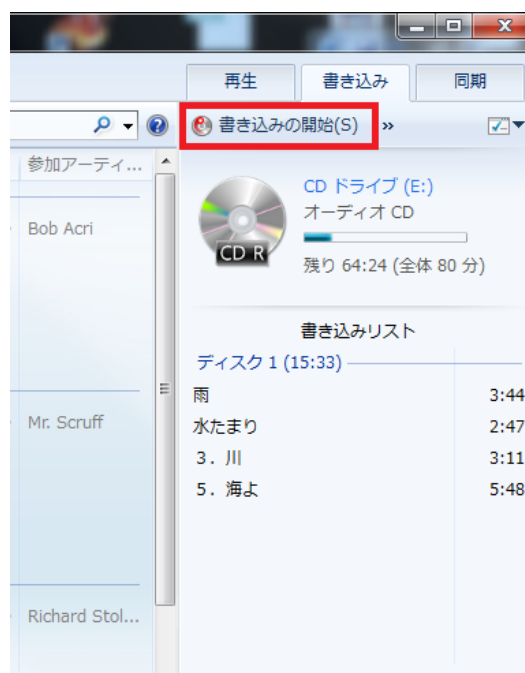 再生 書き込み 同期
書き込みの開始(S) »
参加アーティ...
CD ドライブ (E:)
オーディオ CD
Bob Acri
CD R
残り 64:24 (全体 80 分)
書き込みリスト
ディスク 1 (15:33)
雨 3:44
Mr. Scruff
水たまり 2:47
3. 川 3:11
5. 海よ 5:48
Richard Stol...